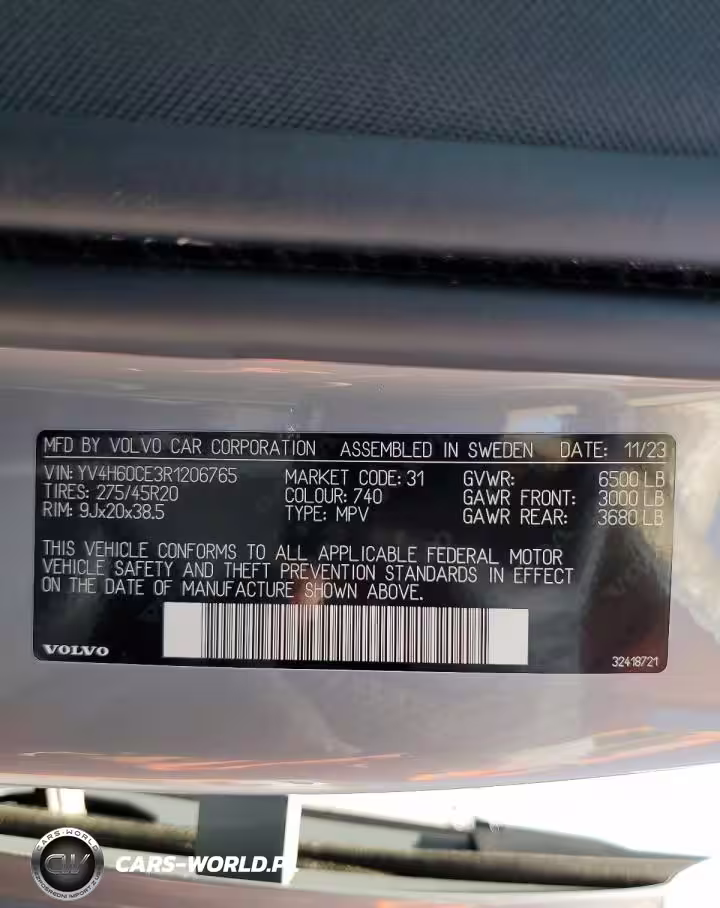 MFD BY VOLVO CAR CORPORATION ASSEMBLED IN SWEDEN DATE: 11/23
VIN: YV4H60CE3R1206765 MARKET CODE: 31 GVWR: 6500 LB
TIRES: 275/45R20 COLOUR: 740 GAWR FRONT: 3000 LB
RIM: 9Jx20x38.5 TYPE: MPV GAWR REAR: 3680 LB
THIS VEHICLE CONFORMS TO ALL APPLICABLE FEDERAL MOTOR
VEHICLE SAFETY AND THEFT PREVENTION STANDARDS IN EFFECT
ON THE DATE OF MANUFACTURE SHOWN ABOVE.
VOLVO 32418721
CARS-WORLD
CW
CARS-WORLD.PL